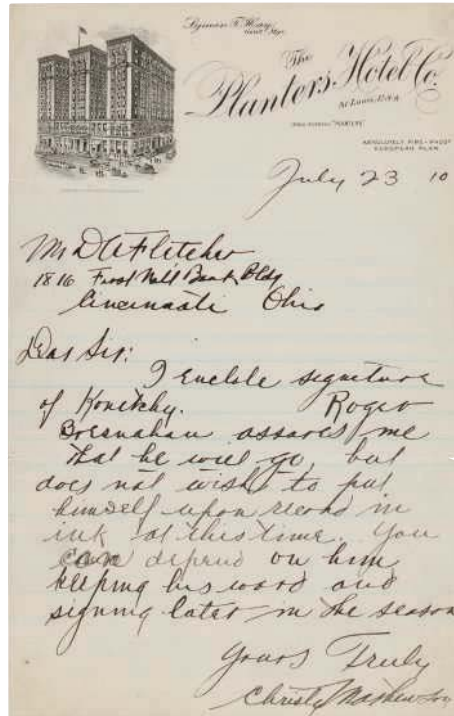 Lyman T. Hay
Gen'l Mgr.
The
Planters Hotel Co.
St. Louis, U.S.A.
"PLANTERS"
ABSOLUTELY FIRE-PROOF
EUROPEAN PLAN
July 23 10
Mr D A Fletcher
1816 First Nat'l Bank Bldg
Cincinnati Ohio
Dear Sir:
I enclose signature
of Konetchy. Roger
Bresnahan assures me
that he will go, but
does not wish to put
himself upon record in
ink at this time. You
can depend on him
keeping his word and
signing later in the season
Yours Truly
Christy Mathewson